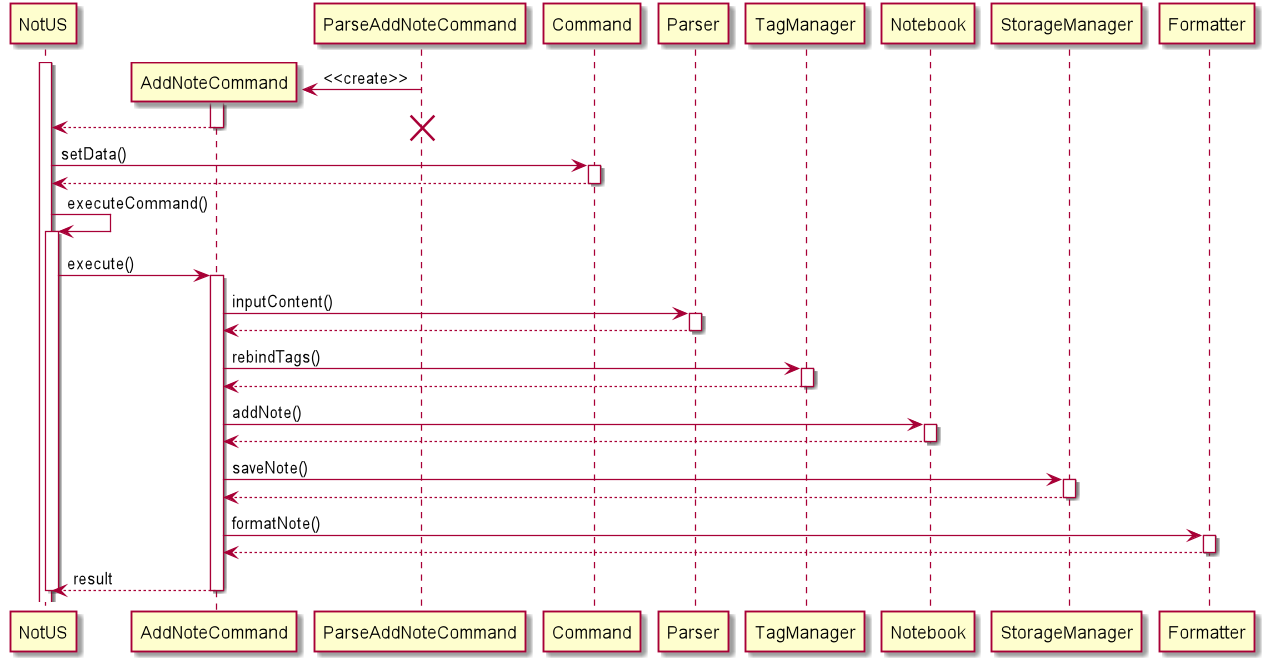 NotUS
ParseAddNoteCommand
Command
Parser
TagManager
Notebook
StorageManager
Formatter
AddNoteCommand
<<create>>
setData()
executeCommand()
execute()
inputContent()
rebindTags()
addNote()
saveNote()
formatNote()
result
NotUS
AddNoteCommand
ParseAddNoteCommand
Command
Parser
TagManager
Notebook
StorageManager
Formatter